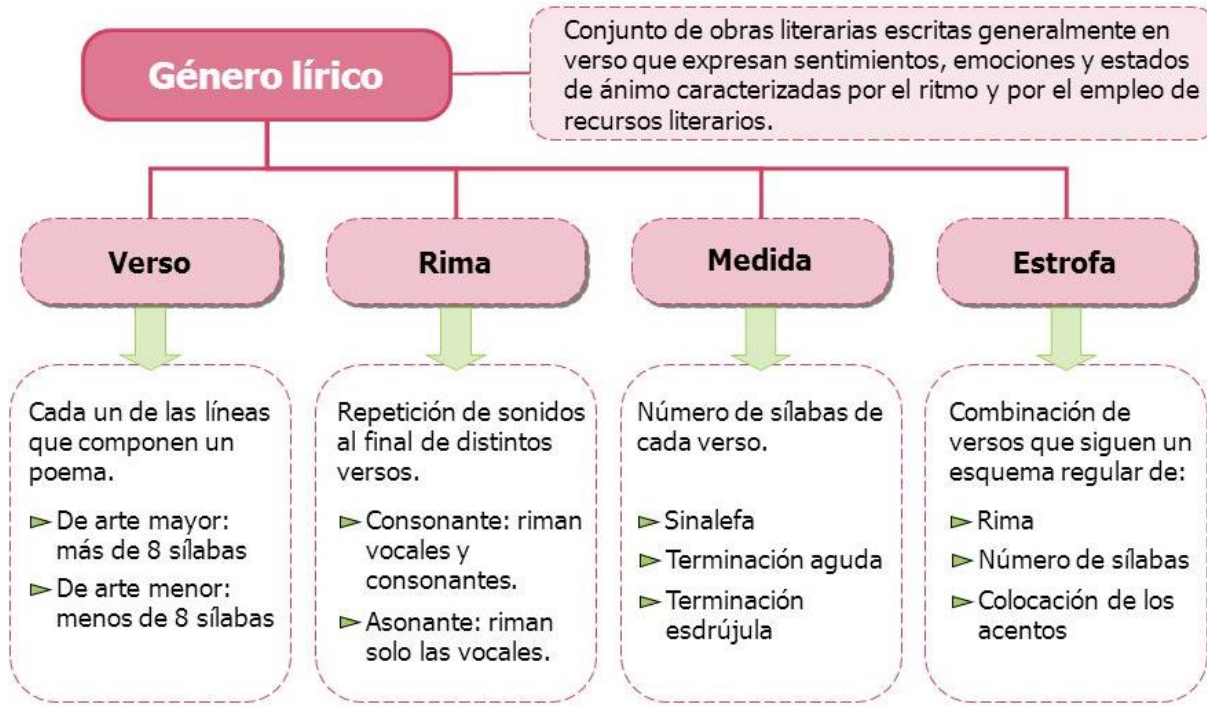 Género lírico
Conjunto de obras literarias escritas generalmente en
verso que expresan sentimientos, emociones y estados
de ánimo caracterizadas por el ritmo y por el empleo de
recursos literarios.
Verso
Cada un de las líneas
que componen un
poema.
De arte mayor:
más de 8 sílabas
De arte menor:
menos de 8 sílabas
Rima
Repetición de sonidos
al final de distintos
versos.
Consonante: riman
vocales y
consonantes.
Asonante: riman
solo las vocales.
Medida
Número de sílabas de
cada verso.
Sinalefa
Terminación aguda
Terminación
esdrújula
Estrofa
Combinación de
versos que siguen un
esquema regular de:
Rima
Número de sílabas
Colocación de los
acentos